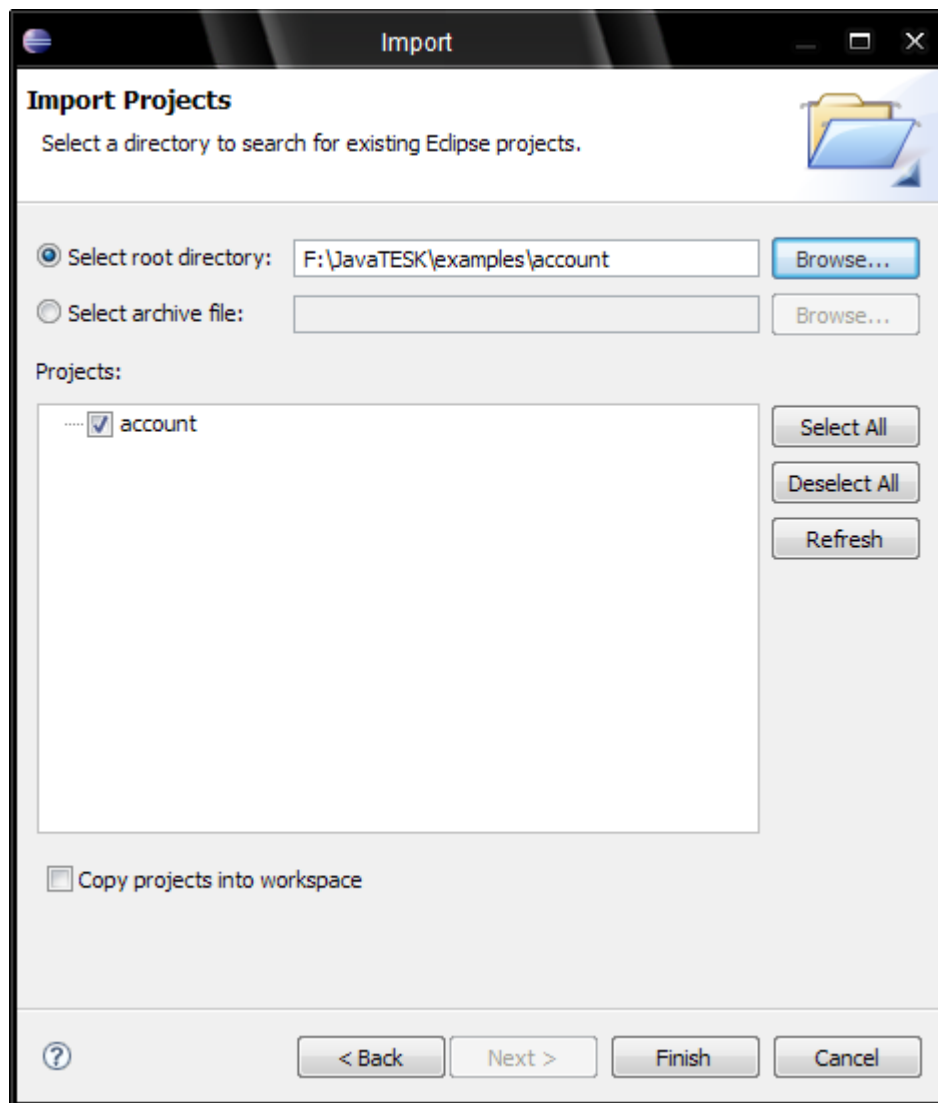 Import
Import Projects
Select a directory to search for existing Eclipse projects.
Select root directory: F:\JavaTESK\examples\account Browse...
Select archive file: Browse...
Projects:
account
Select All
Deselect All
Refresh
Copy projects into workspace
? < Back Next > Finish Cancel